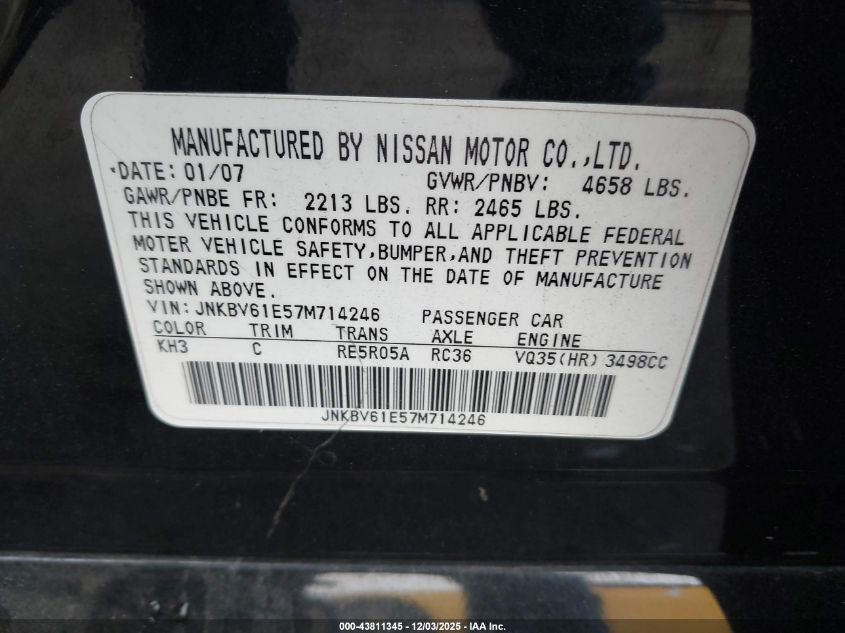 MANUFACTURED BY NISSAN MOTOR CO.,LTD.
DATE: 01/07 GVWR/PNBV: 4658 LBS.
GAWR/PNBE FR: 2213 LBS. RR: 2465 LBS.
THIS VEHICLE CONFORMS TO ALL APPLICABLE FEDERAL
MOTER VEHICLE SAFETY,BUMPER,AND THEFT PREVENTION
STANDARDS IN EFFECT ON THE DATE OF MANUFACTURE
SHOWN ABOVE.
VIN: JNKBV61E57M714246 PASSENGER CAR
COLOR TRIM TRANS AXLE ENGINE
KH3 C RE5R05A RC36 VQ35(HR) 3498CC
JNKBV61E57M714246
000-43811345 - 12/03/2025 - IAA Inc.